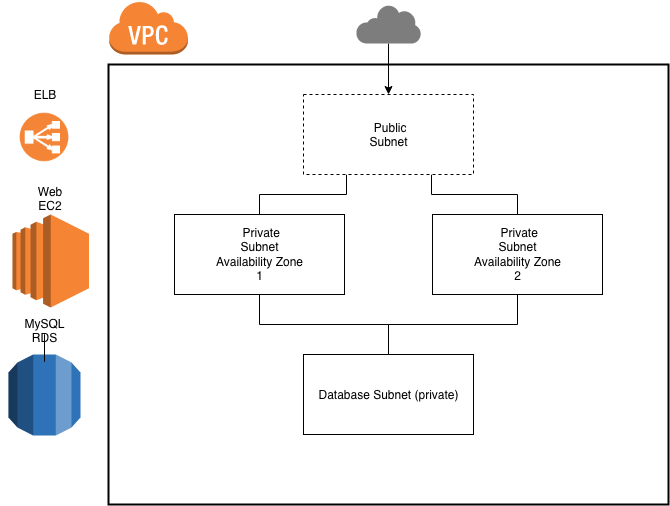 VPC
ELB
Public
Subnet
Web
EC2
Private
Subnet
Availability Zone
1
Private
Subnet
Availability Zone
2
MySQL
RDS
Database Subnet (private)